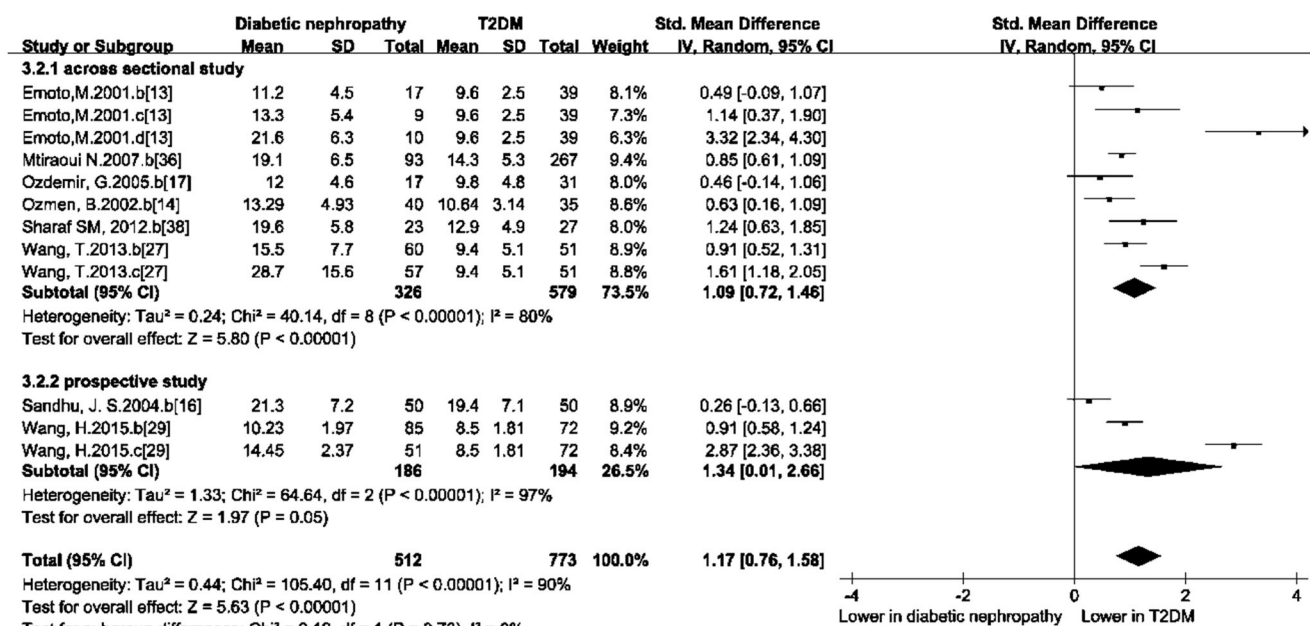 Diabetic nephropathy T2DM Std. Mean Difference Std. Mean Difference
Study or Subgroup Mean SD Total Mean SD Total Weight IV, Random, 95% CI IV, Random, 95% CI
3.2.1 across sectional study
Emoto,M.2001.b[13] 11.2 4.5 17 9.6 2.5 39 8.1% 0.49 [-0.09, 1.07]
Emoto,M.2001.c[13] 13.3 5.4 9 9.6 2.5 39 7.3% 1.14 [0.37, 1.90]
Emoto,M.2001.d[13] 21.6 6.3 10 9.6 2.5 39 6.3% 3.32 [2.34, 4.30]
Mtiraoui N.2007.b[36] 19.1 6.5 93 14.3 5.3 267 9.4% 0.85 [0.61, 1.09]
Ozdemir, G.2005.b[17] 12 4.6 17 9.8 4.8 31 8.0% 0.46 [-0.14, 1.06]
Ozmen, B.2002.b[14] 13.29 4.93 40 10.64 3.14 35 8.6% 0.63 [0.16, 1.09]
Sharaf SM, 2012.b[38] 19.6 5.8 23 12.9 4.9 27 8.0% 1.24 [0.63, 1.85]
Wang, T.2013.b[27] 15.5 7.7 60 9.4 5.1 51 8.9% 0.91 [0.52, 1.31]
Wang, T.2013.c[27] 28.7 15.6 57 9.4 5.1 51 8.8% 1.61 [1.18, 2.05]
Subtotal (95% CI) 326 579 73.5% 1.09 [0.72, 1.46]
Heterogeneity: Tau² = 0.24; Chi² = 40.14, df = 8 (P < 0.00001); I² = 80%
Test for overall effect: Z = 5.80 (P < 0.00001)
3.2.2 prospective study
Sandhu, J. S.2004.b[16] 21.3 7.2 50 19.4 7.1 50 8.9% 0.26 [-0.13, 0.66]
Wang, H.2015.b[29] 10.23 1.97 85 8.5 1.81 72 9.2% 0.91 [0.58, 1.24]
Wang, H.2015.c[29] 14.45 2.37 51 8.5 1.81 72 8.4% 2.87 [2.36, 3.38]
Subtotal (95% CI) 186 194 26.5% 1.34 [0.01, 2.66]
Heterogeneity: Tau² = 1.33; Chi² = 64.64, df = 2 (P < 0.00001); I² = 97%
Test for overall effect: Z = 1.97 (P = 0.05)
Total (95% CI) 512 773 100.0% 1.17 [0.76, 1.58]
Heterogeneity: Tau² = 0.44; Chi² = 105.40, df = 11 (P < 0.00001); I² = 90%
Test for overall effect: Z = 5.63 (P < 0.00001)
-4 -2 0 2 4
Lower in diabetic nephropathy Lower in T2DM